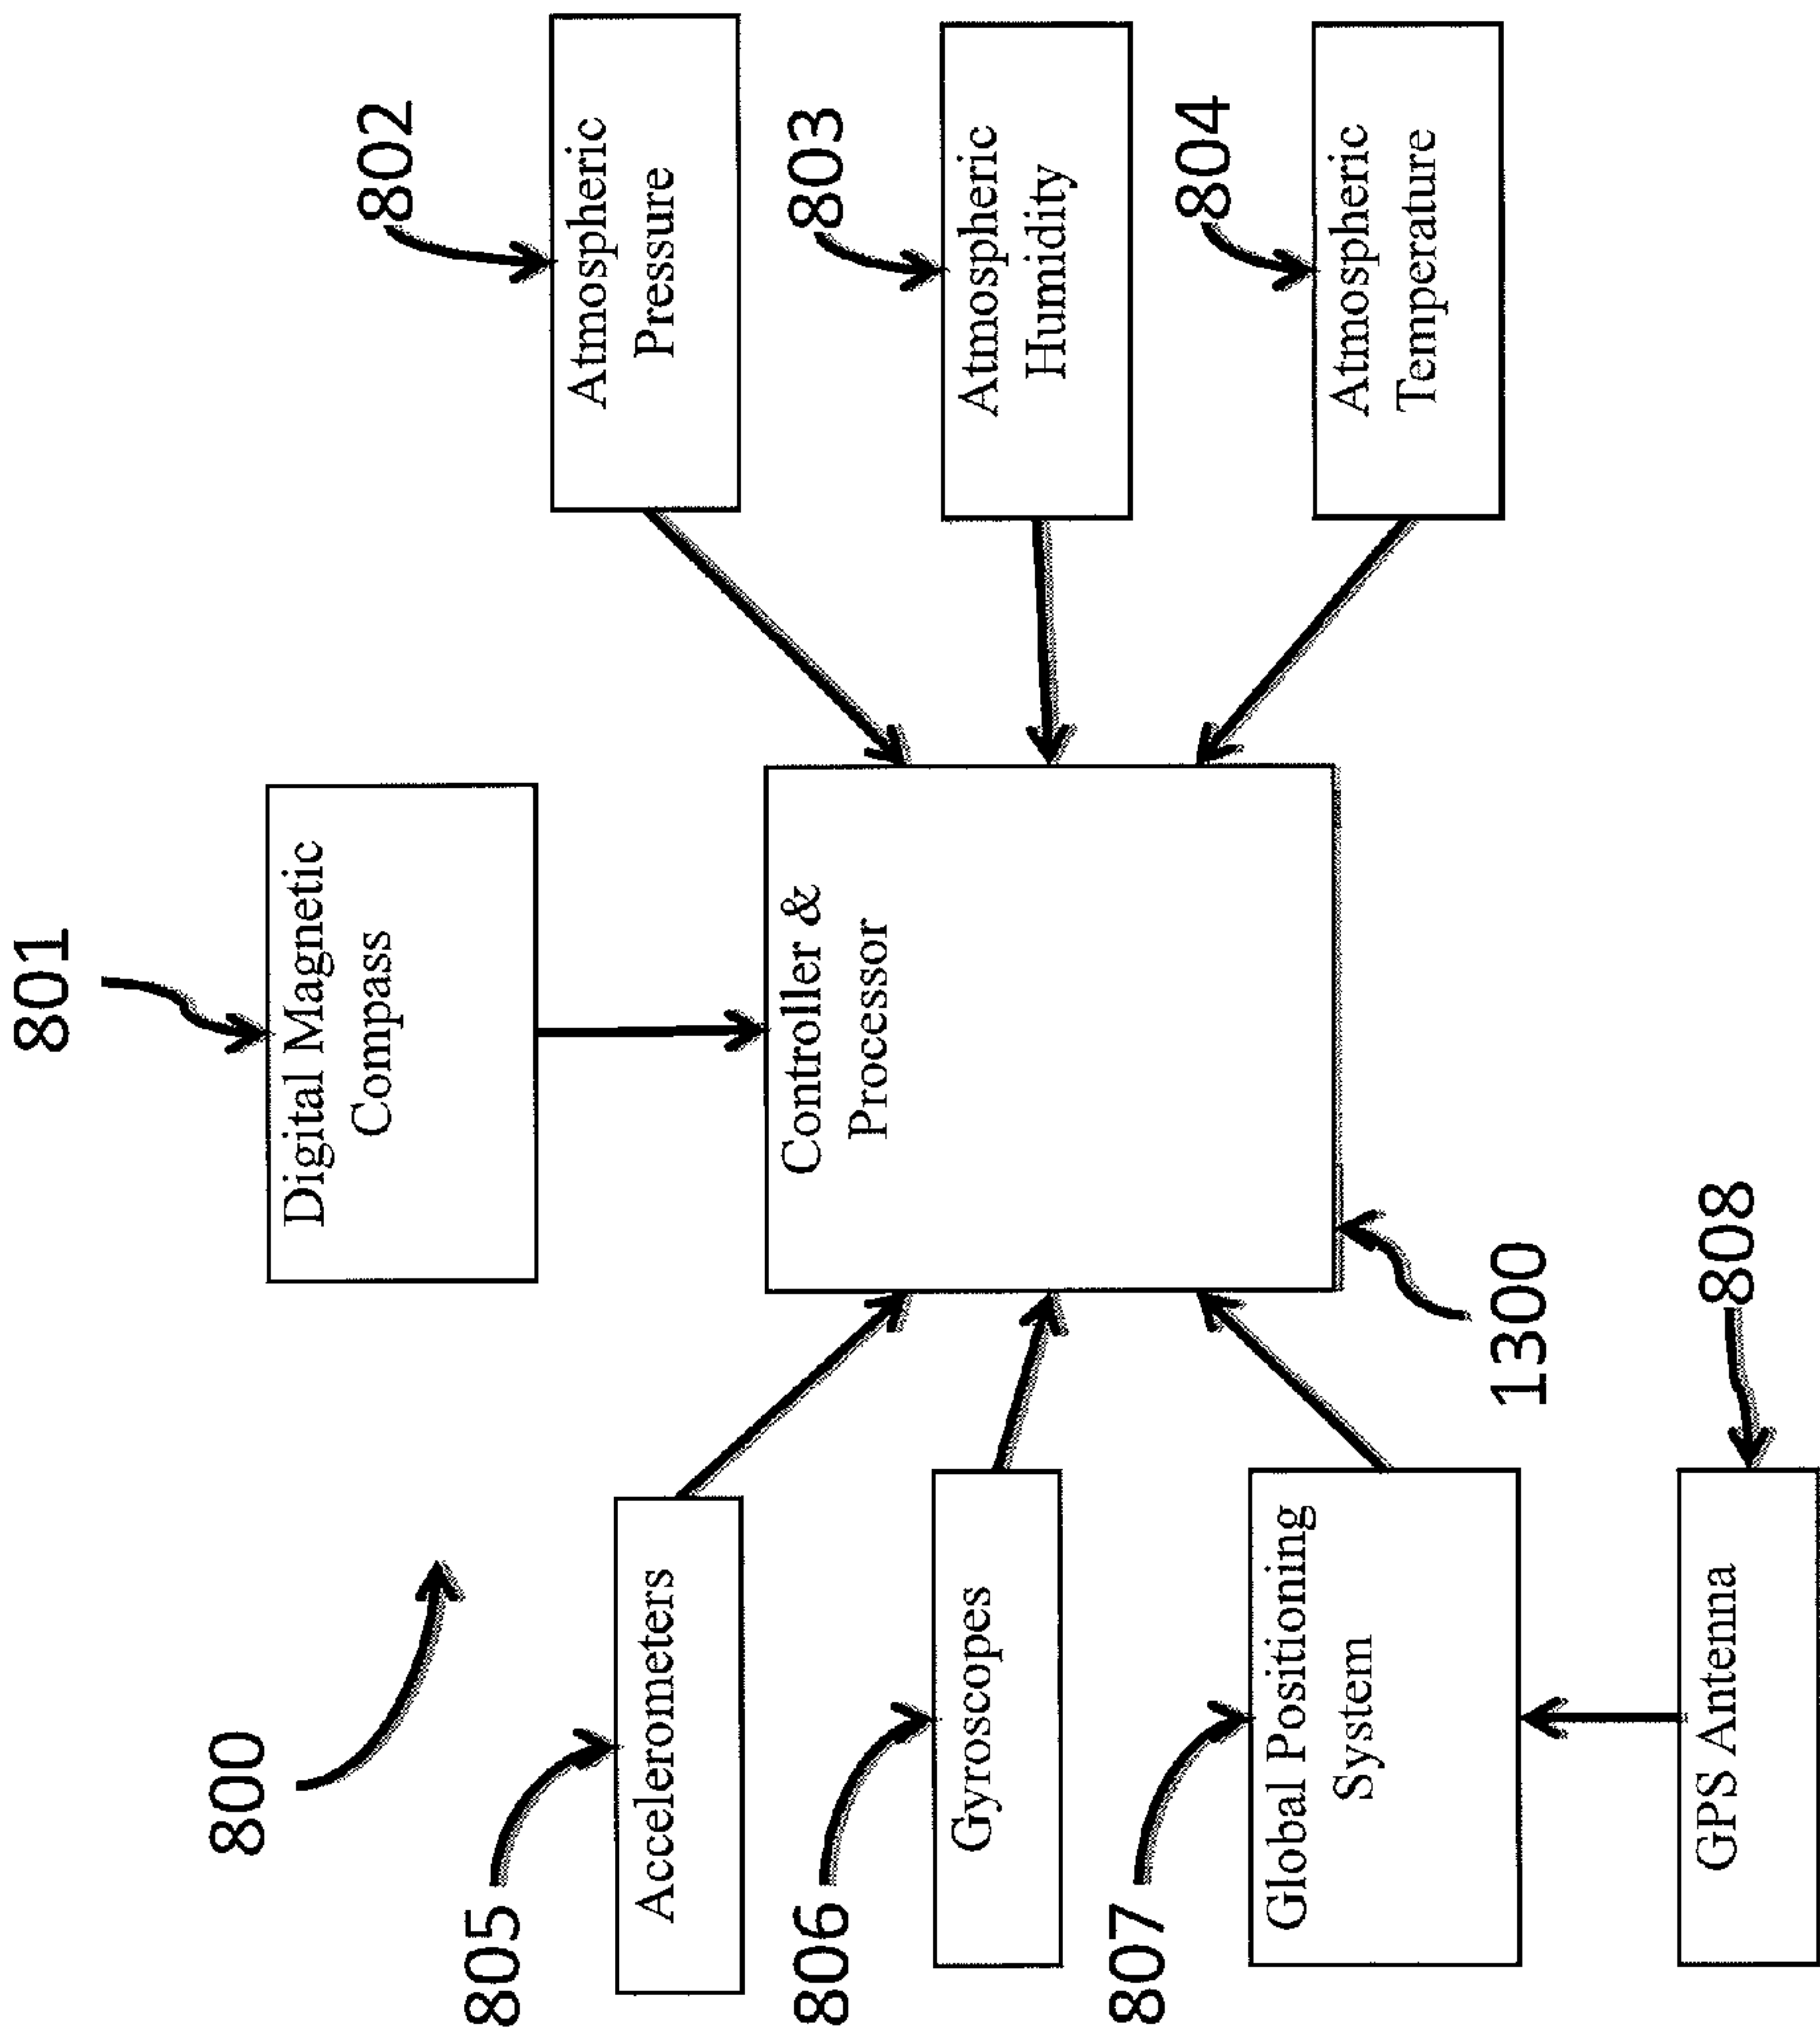 801
Digital Magnetic
Compass
800
805
Accelerometers
806
Gyroscopes
807
Global Positioning
System
808
GPS Antenna
Controller &
Processor
1300
802
Atmospheric
Pressure
803
Atmospheric
Humidity
804
Atmospheric
Temperature